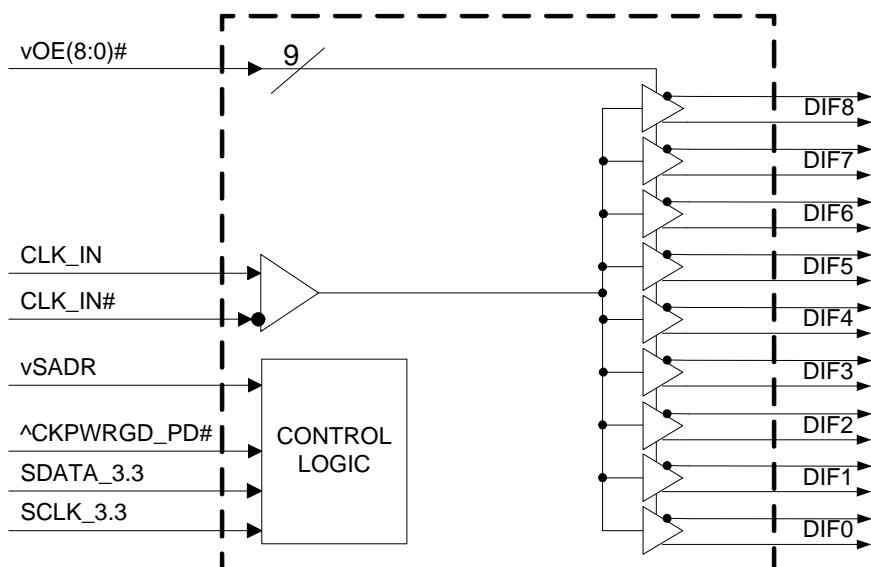 vOE(8:0)#
9
DIF8
DIF7
DIF6
CLK_IN
DIF5
CLK_IN#
DIF4
vSADR
DIF3
^CKPWRGD_PD#
CONTROL
LOGIC
DIF2
SDATA_3.3
DIF1
SCLK_3.3
DIF0